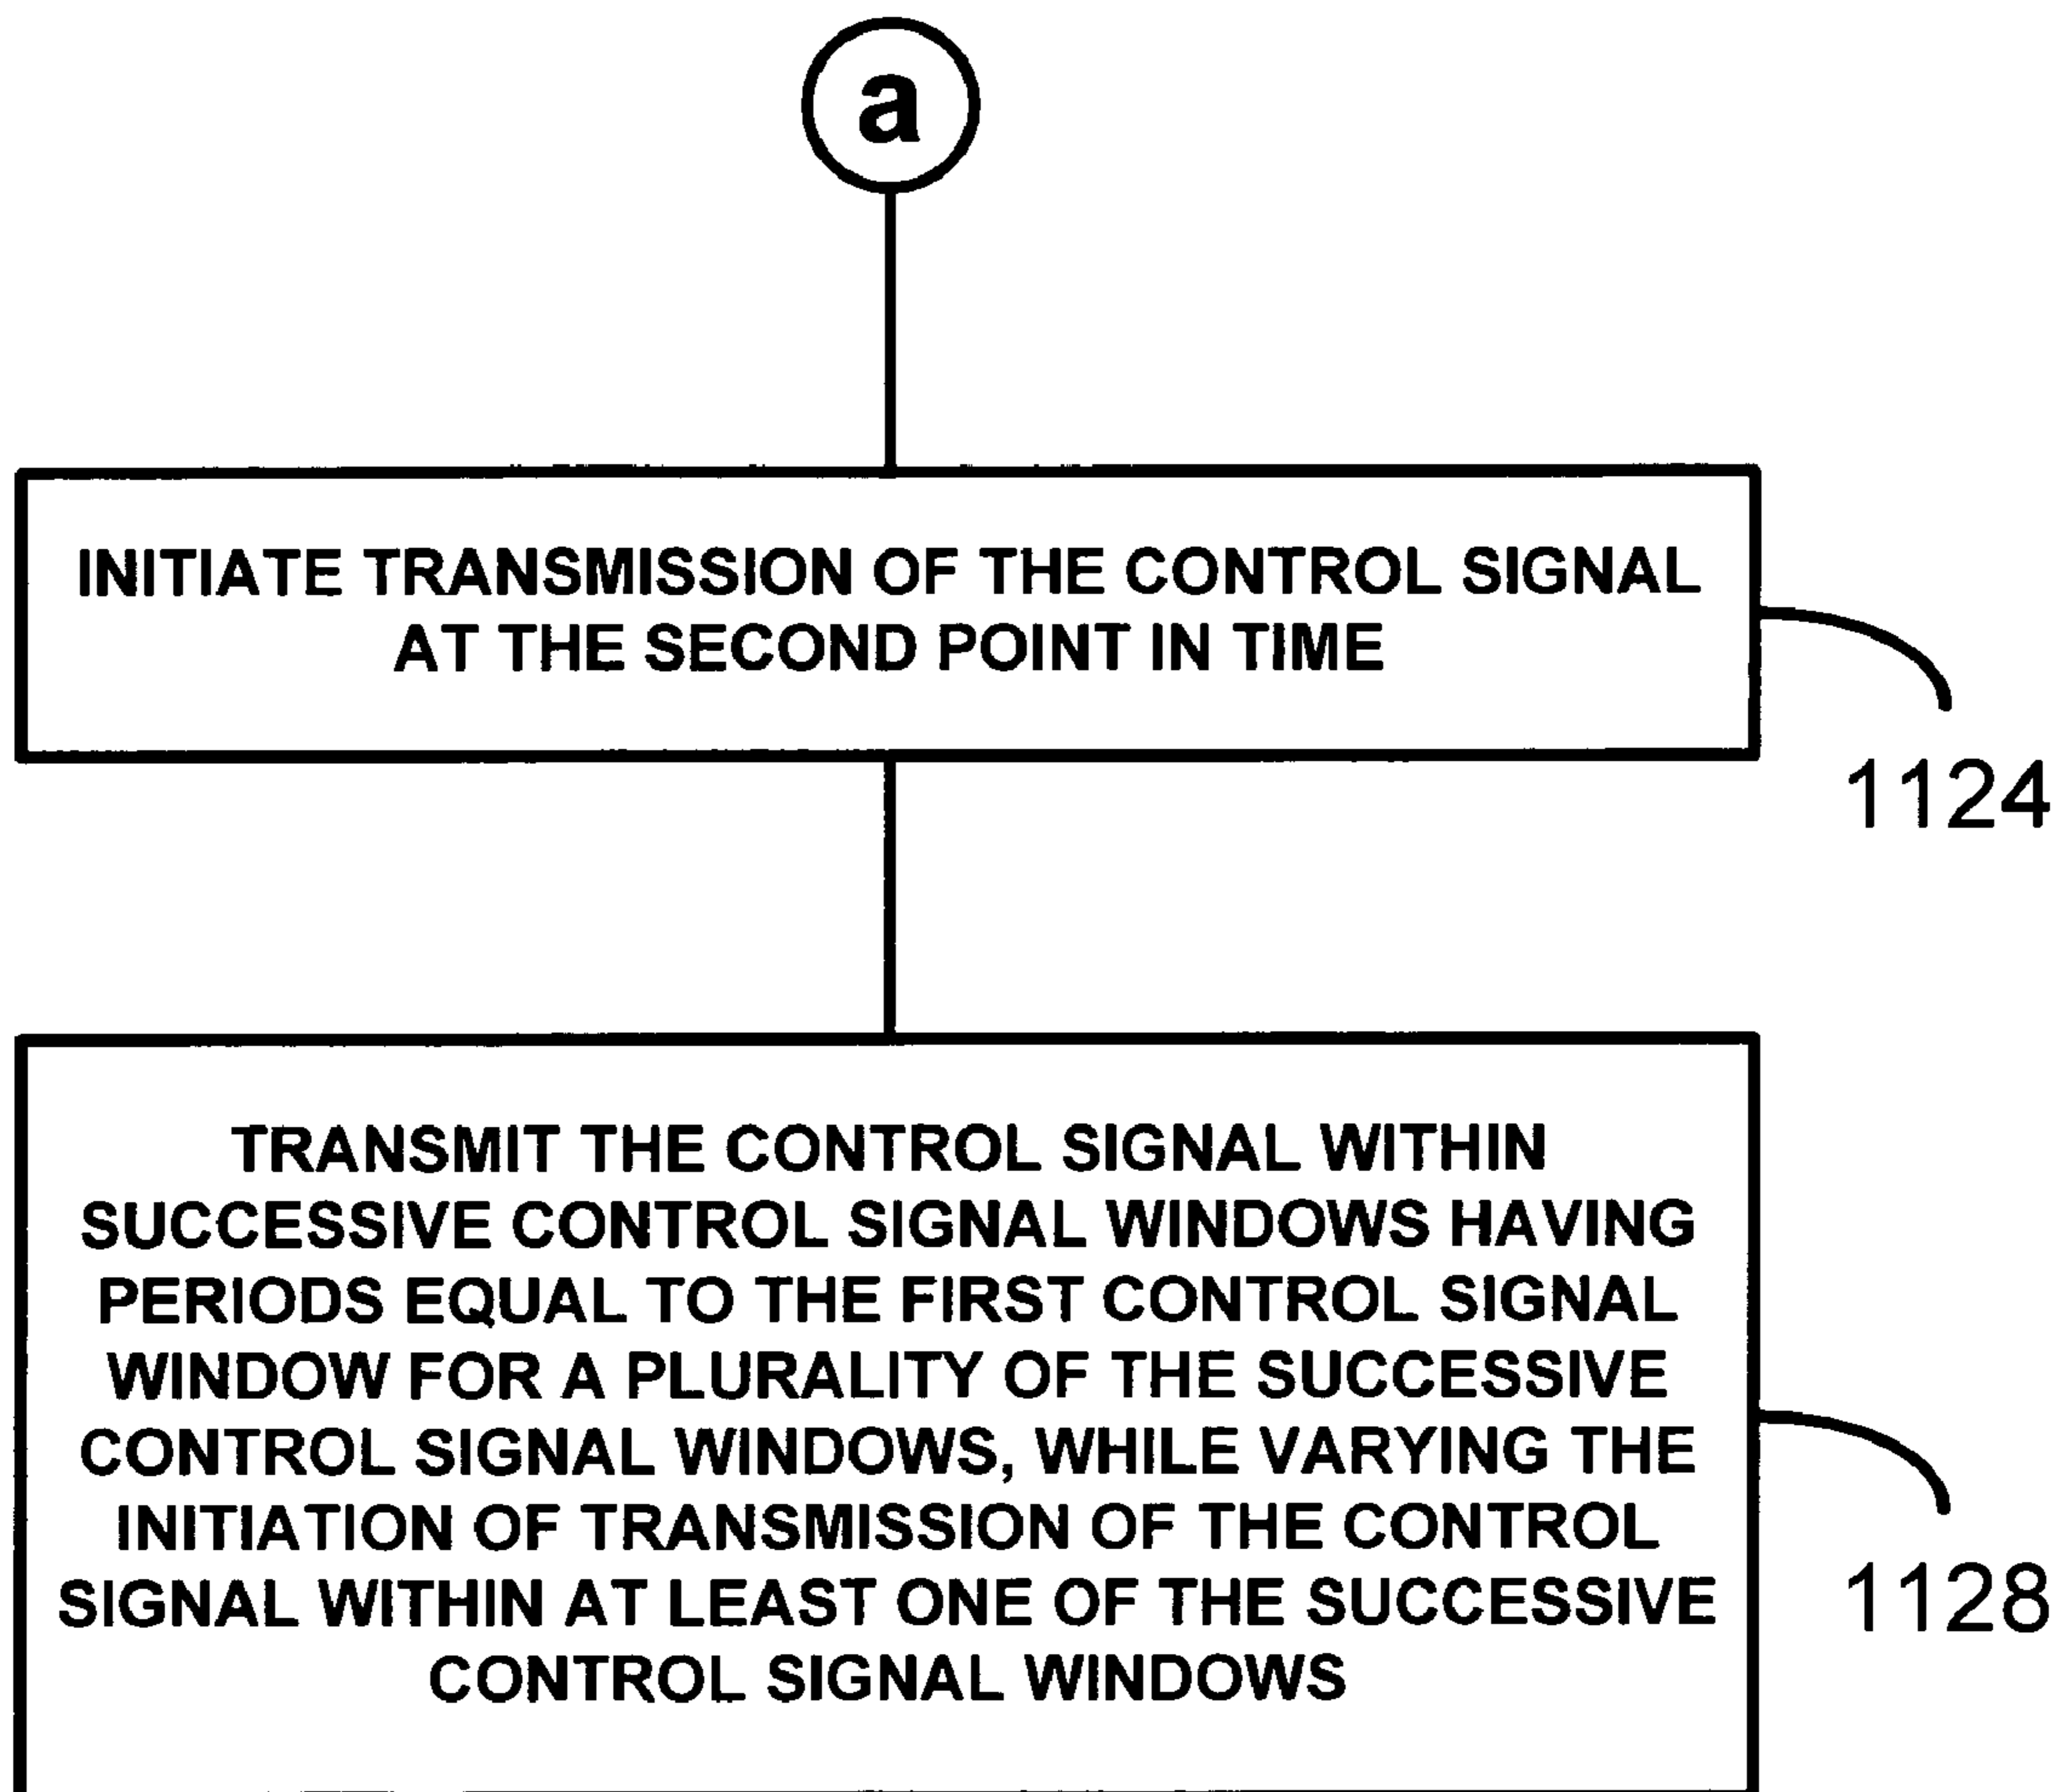 a
INITIATE TRANSMISSION OF THE CONTROL SIGNAL
AT THE SECOND POINT IN TIME
1124
TRANSMIT THE CONTROL SIGNAL WITHIN
SUCCESSIVE CONTROL SIGNAL WINDOWS HAVING
PERIODS EQUAL TO THE FIRST CONTROL SIGNAL
WINDOW FOR A PLURALITY OF THE SUCCESSIVE
CONTROL SIGNAL WINDOWS, WHILE VARYING THE
INITIATION OF TRANSMISSION OF THE CONTROL
SIGNAL WITHIN AT LEAST ONE OF THE SUCCESSIVE
CONTROL SIGNAL WINDOWS
1128